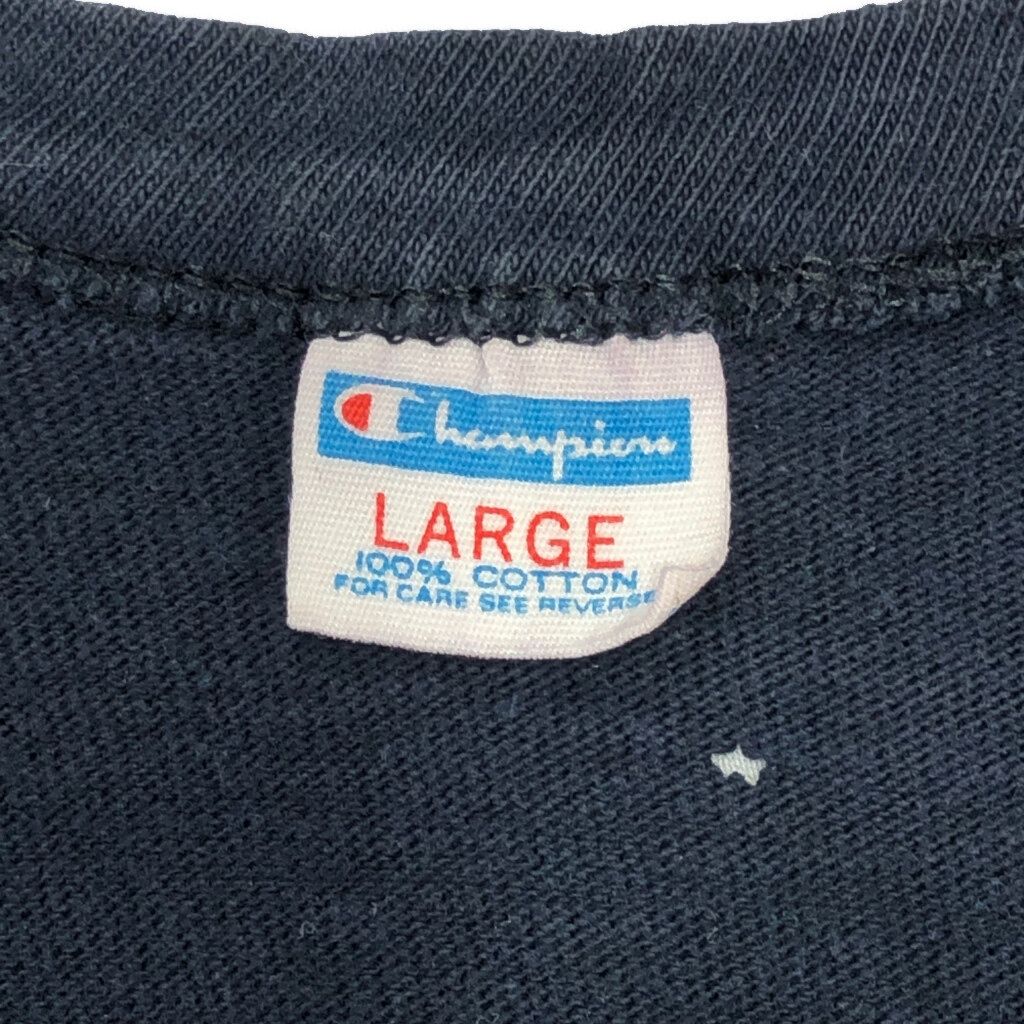 Champion
LARGE
100% COTTON
FOR CARE SEE REVERSE